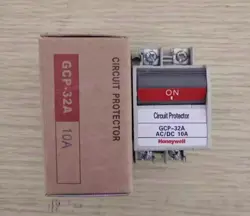 CIRCUIT PROTECTOR
GCP-32A
10A
ON
Circuit Protector
GCP-32A
AC/DC 10A
Honeywell